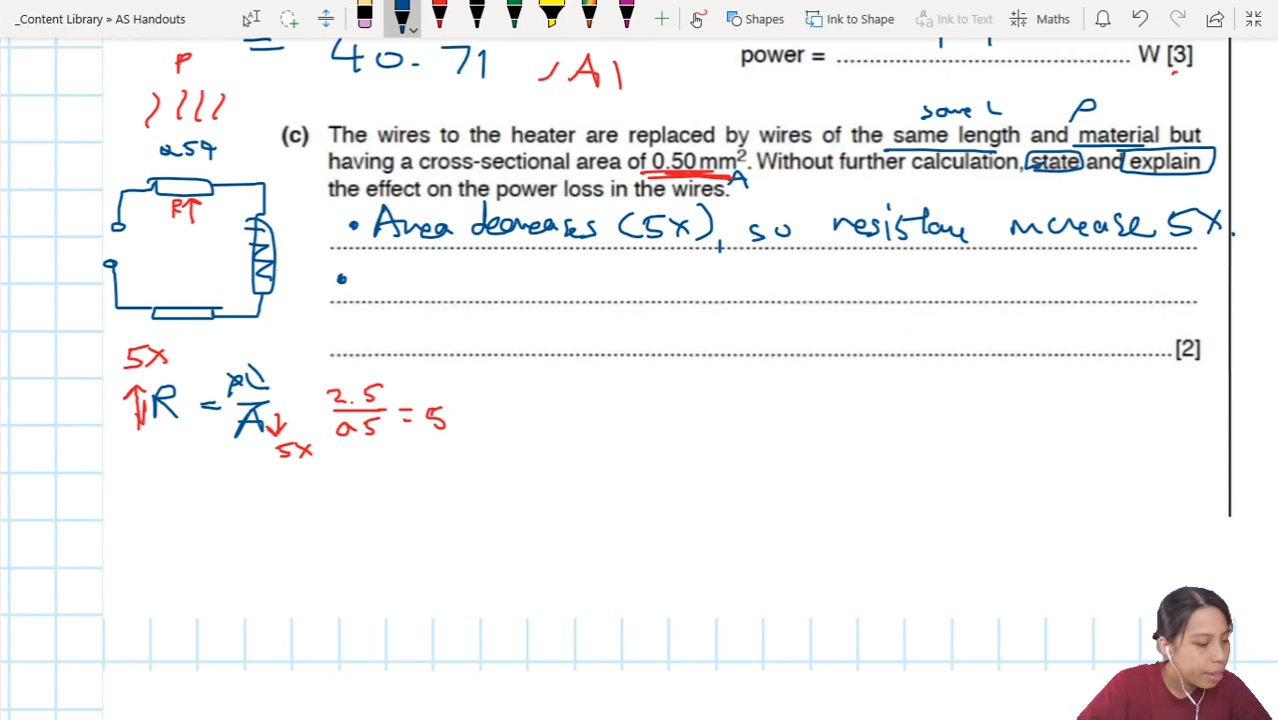 _Content Library » AS Handouts
Shapes
Ink to Shape
Ink to Text
Maths
= 40.71 , A1
power = ........ W [3]
P
0.54
R↑
same L
ρ
(c) The wires to the heater are replaced by wires of the same length and material but
having a cross-sectional area of 0.50 mm². Without further calculation, state and explain
the effect on the power loss in the wires.
A
• Area decreases (5x), so resistance increase 5x.
•
[2]
5x
↑R = ρL / A ↓ 5x
2.5 / 0.5 = 5